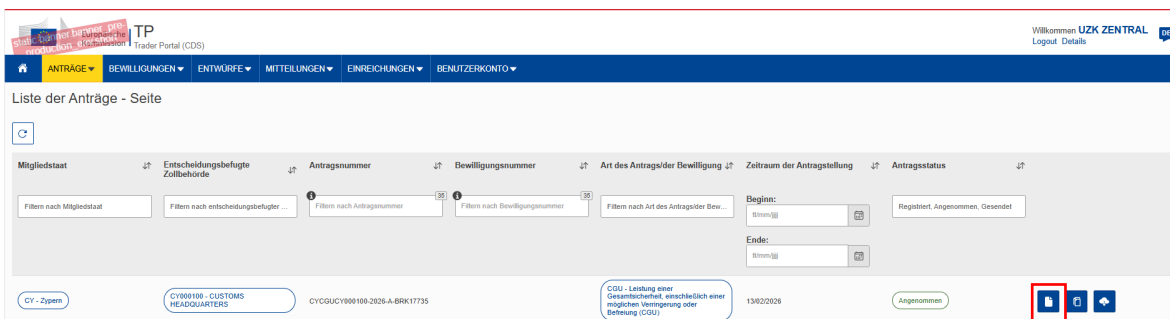 static banner banner_pre-
production_env.short
Europäische
Kommission
TP
Trader Portal (CDS)
Willkommen UZK ZENTRAL
Logout Details
DE
ANTRÄGE
BEWILLIGUNGEN
ENTWÜRFE
MITTEILUNGEN
EINREICHUNGEN
BENUTZERKONTO
Liste der Anträge - Seite
Mitgliedstaat
Entscheidungsbefugte
Zollbehörde
Antragsnummer
Bewilligungsnummer
Art des Antrags/der Bewilligung
Zeitraum der Antragstellung
Antragsstatus
Filtern nach Mitgliedstaat
Filtern nach entscheidungsbefugter ...
35
Filtern nach Antragsnummer
35
Filtern nach Bewilligungsnummer
Filtern nach Art des Antrags/der Bew...
Beginn:
tt/mm/jjjj
Ende:
tt/mm/jjjj
Registriert, Angenommen, Gesendet
CY - Zypern
CY000100 - CUSTOMS
HEADQUARTERS
CYCGUCY000100-2026-A-BRK17735
CGU - Leistung einer
Gesamtsicherheit, einschließlich einer
möglichen Verringerung oder
Befreiung (CGU)
13/02/2026
Angenommen